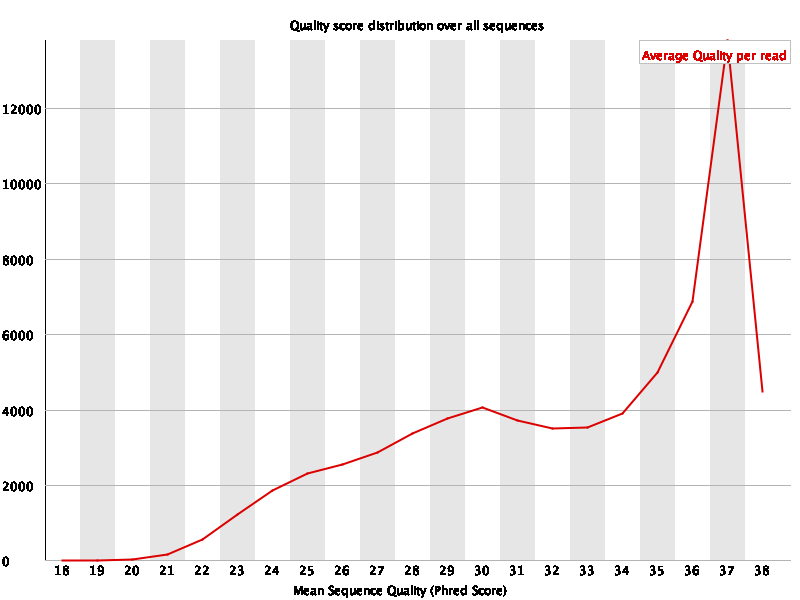 Quality score distribution over all sequences
Average Quality per read
12000
10000
8000
6000
4000
2000
0
18 19 20 21 22 23 24 25 26 27 28 29 30 31 32 33 34 35 36 37 38
Mean Sequence Quality (Phred Score)